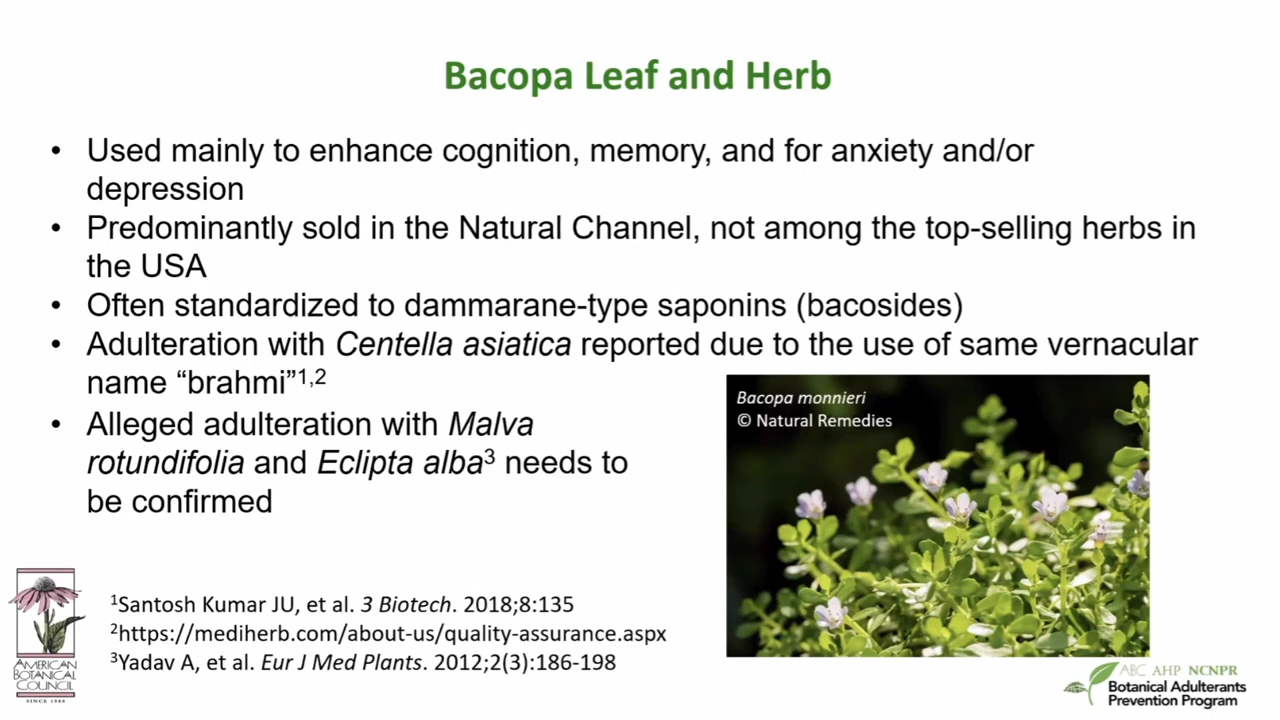 Bacopa Leaf and Herb
• Used mainly to enhance cognition, memory, and for anxiety and/or
depression
• Predominantly sold in the Natural Channel, not among the top-selling herbs in
the USA
• Often standardized to dammarane-type saponins (bacosides)
• Adulteration with Centella asiatica reported due to the use of same vernacular
name “brahmi”1,2
• Alleged adulteration with Malva
rotundifolia and Eclipta alba3 needs to
be confirmed
Bacopa monnieri
© Natural Remedies
1Santosh Kumar JU, et al. 3 Biotech. 2018;8:135
2https://mediherb.com/about-us/quality-assurance.aspx
3Yadav A, et al. Eur J Med Plants. 2012;2(3):186-198
AMERICAN
BOTANICAL
COUNCIL
SINCE 1988
ABC AHP NCNPR
Botanical Adulterants
Prevention Program